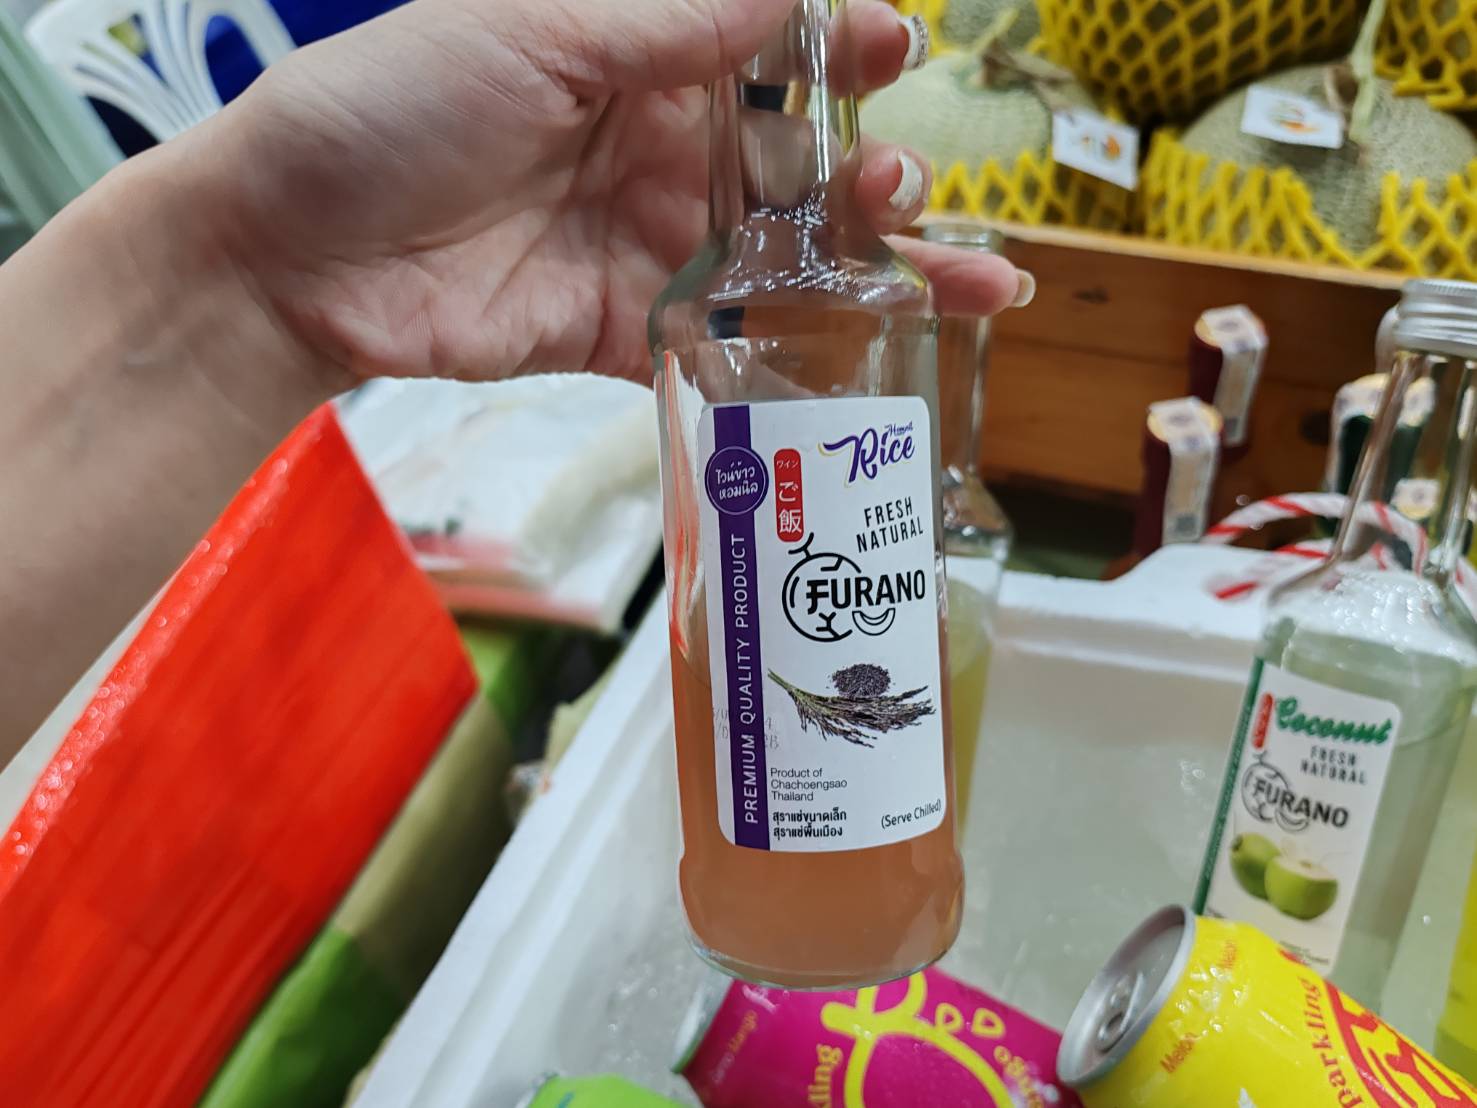 Rice
ไวน์ข้าว
หอมนิล
ワイン
ご飯
FRESH
NATURAL
FURANO
PREMIUM QUALITY PRODUCT
Product of
Chachoengsao
Thailand
สุราแช่ขนาดเล็ก
สุราแช่พื้นเมือง
(Serve Chilled)
Coconut
FRESH
NATURAL
FURANO
Mango
Melon
Sparkling